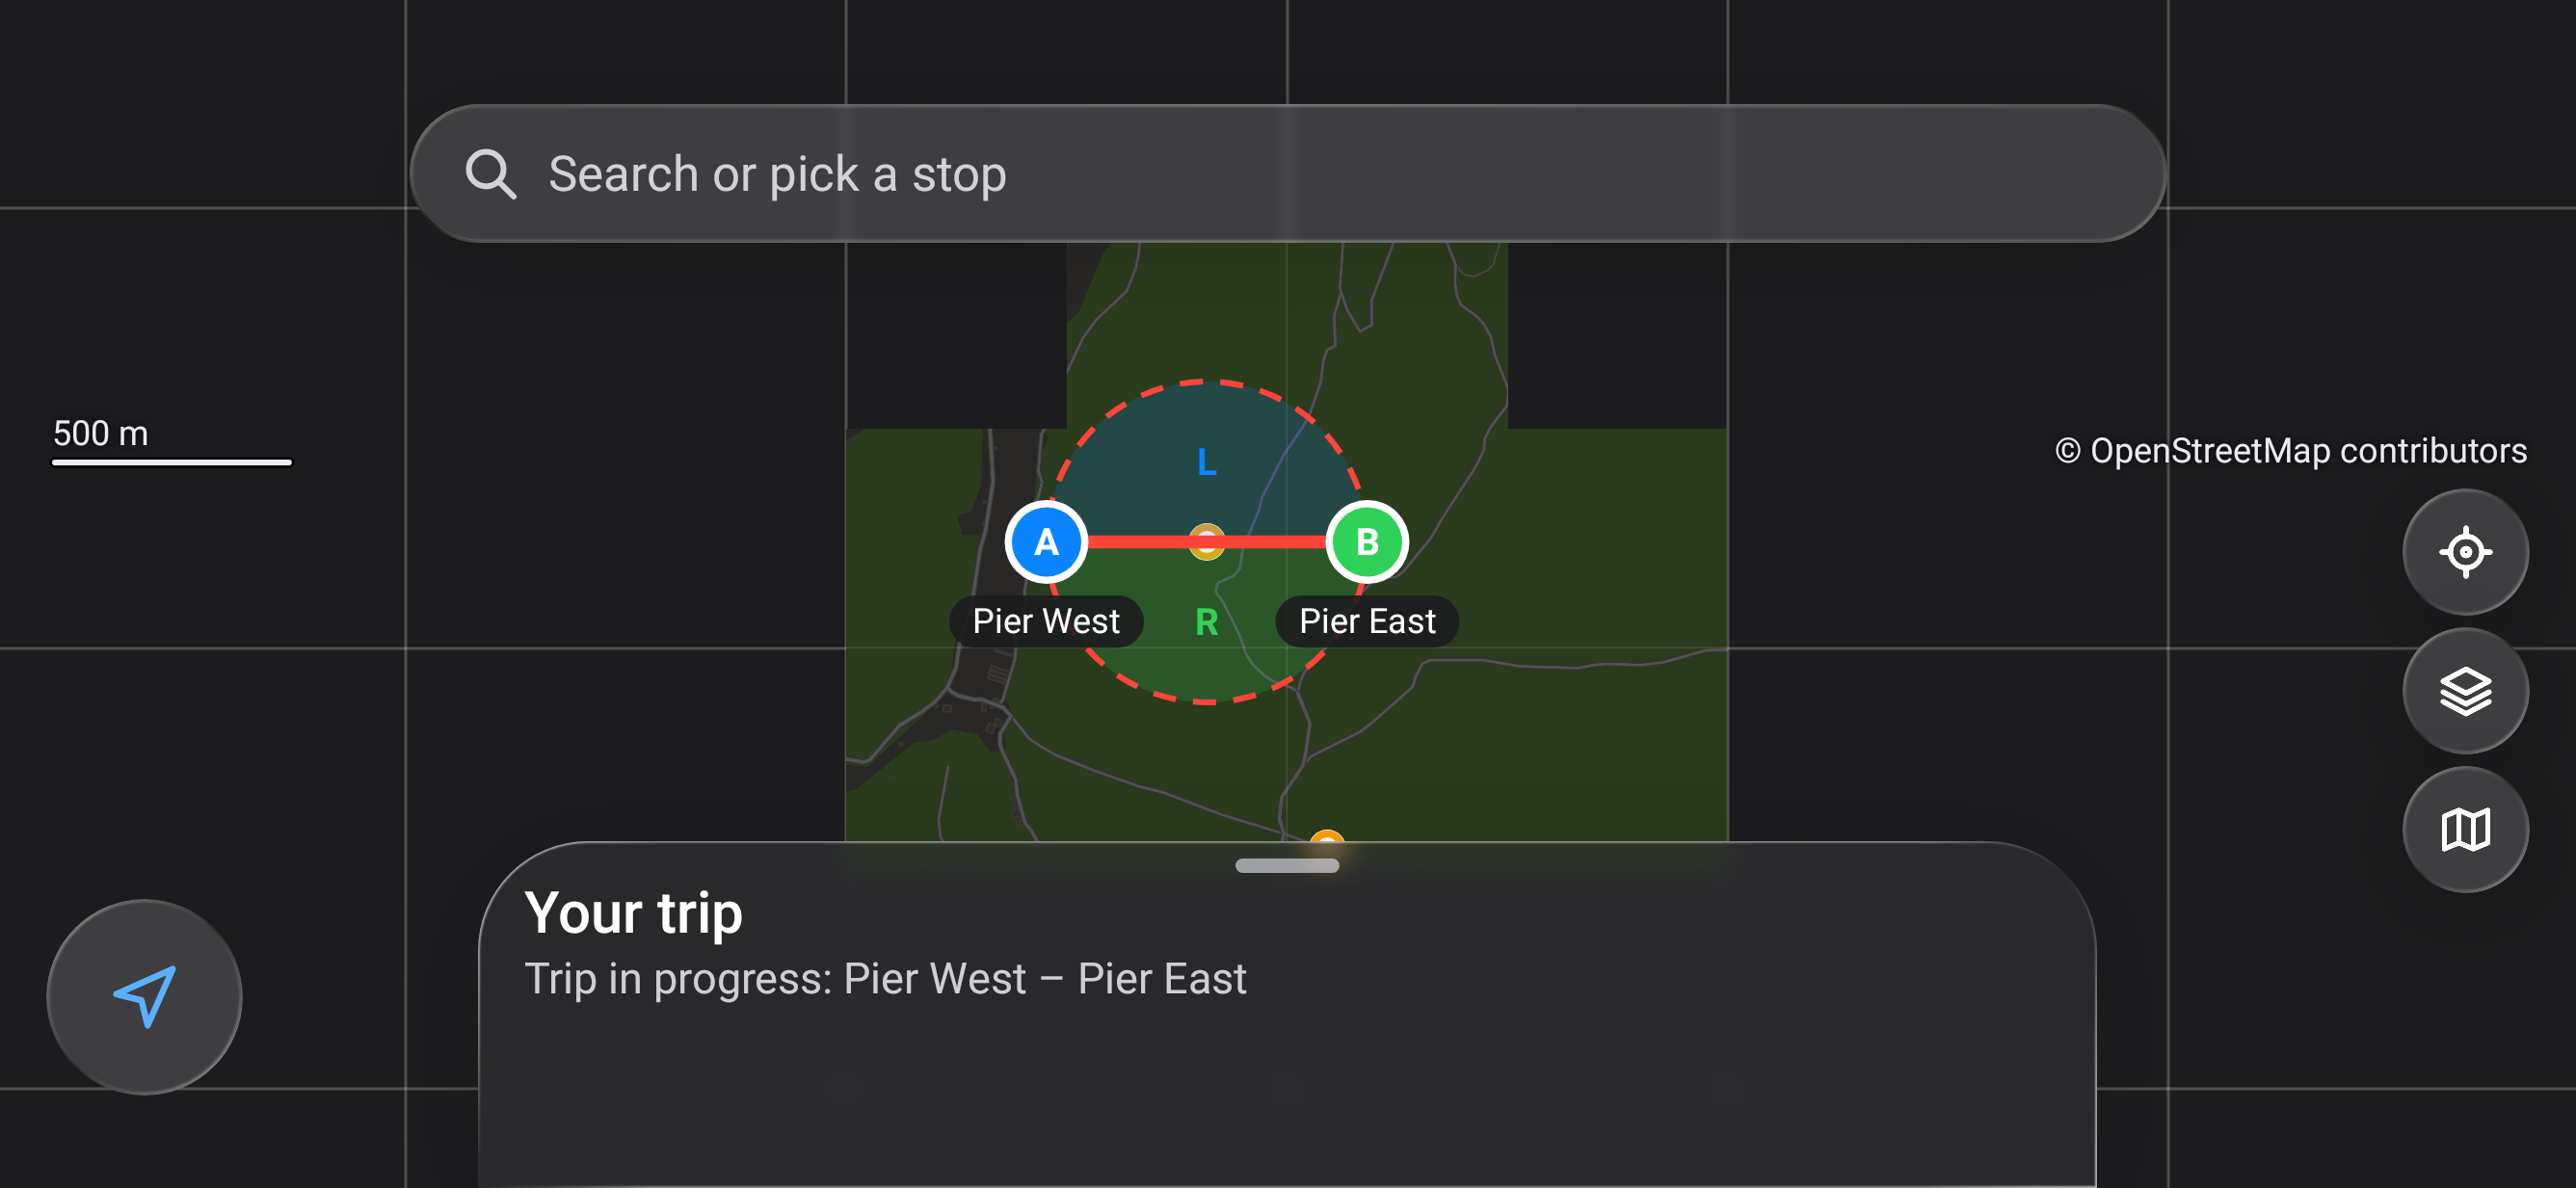 Search or pick a stop
500 m
© OpenStreetMap contributors
L
A
B
Pier West
R
Pier East
Your trip
Trip in progress: Pier West – Pier East